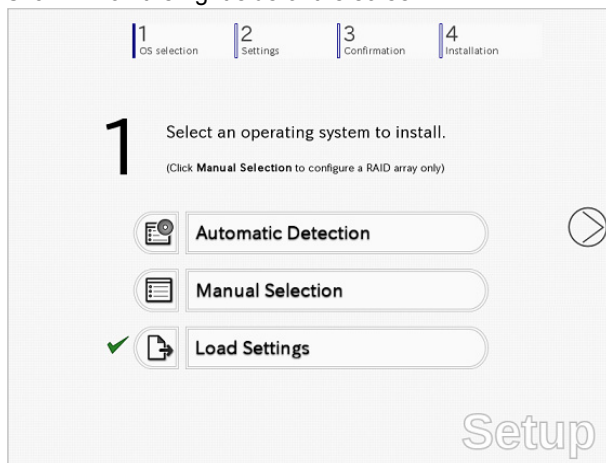 1 2 3 4
OS selection Settings Confirmation Installation
1 Select an operating system to install.
(Click Manual Selection to configure a RAID array only)
Automatic Detection
Manual Selection
Load Settings
Setup